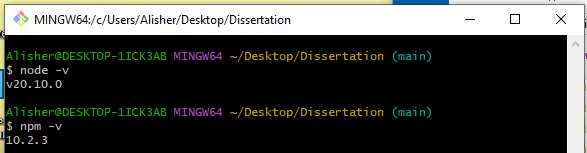 MINGW64:/c/Users/Alisher/Desktop/Dissertation
Alisher@DESKTOP-1ICK3AB MINGW64 ~/Desktop/Dissertation (main)
$ node -v
v20.10.0
Alisher@DESKTOP-1ICK3AB MINGW64 ~/Desktop/Dissertation (main)
$ npm -v
10.2.3